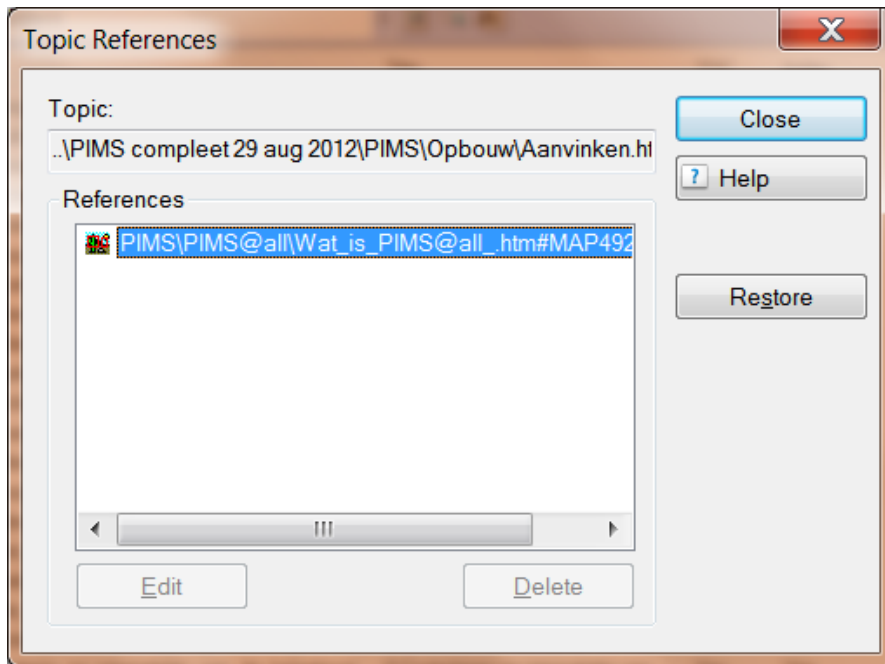 Topic References
Topic:
..\PIMS compleet 29 aug 2012\PIMS\Opbouw\Aanvinken.ht
Close
Help
References
PIMS\PIMS@all\Wat_is_PIMS@all_.htm#MAP492
Restore
Edit
Delete